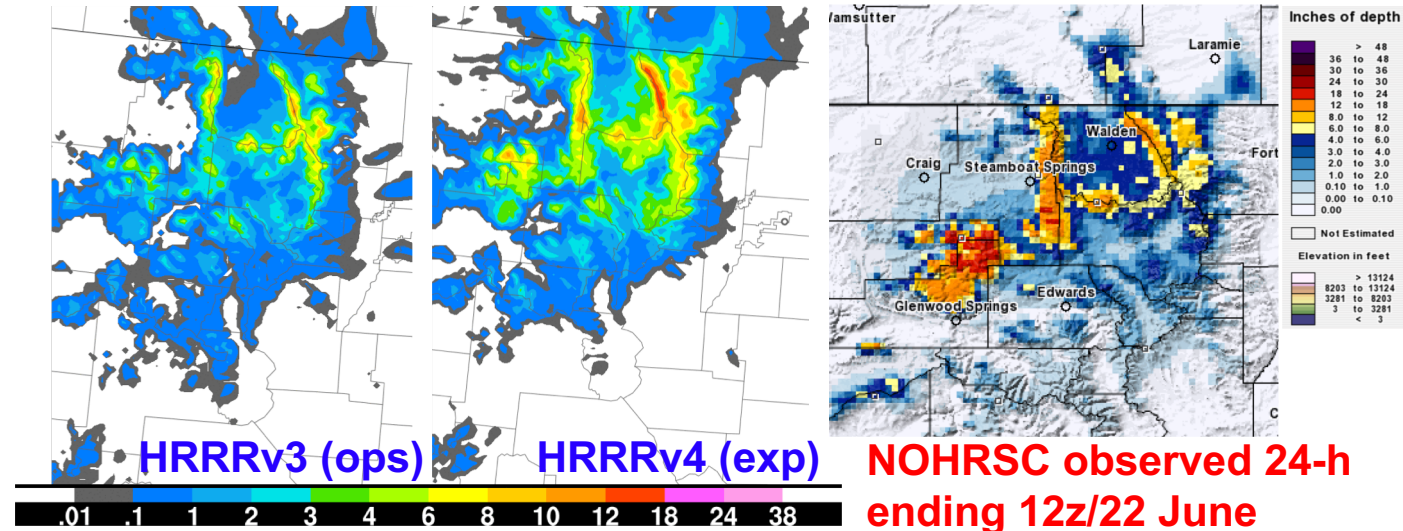 Wamsutter
Laramie
Walden
Craig
Steamboat Springs
Fort
Edwards
Glenwood Springs
C
Inches of depth
> 48
36 to 48
30 to 36
24 to 30
18 to 24
12 to 18
8.0 to 12
6.0 to 8.0
4.0 to 6.0
3.0 to 4.0
2.0 to 3.0
1.0 to 2.0
0.10 to 1.0
0.00 to 0.10
0.00
Not Estimated
Elevation in feet
> 13124
8203 to 13124
3281 to 8203
3 to 3281
< 3
HRRRv3 (ops)
HRRRv4 (exp)
NOHRSC observed 24-h
ending 12z/22 June
.01 .1 1 2 3 4 6 8 10 12 18 24 38